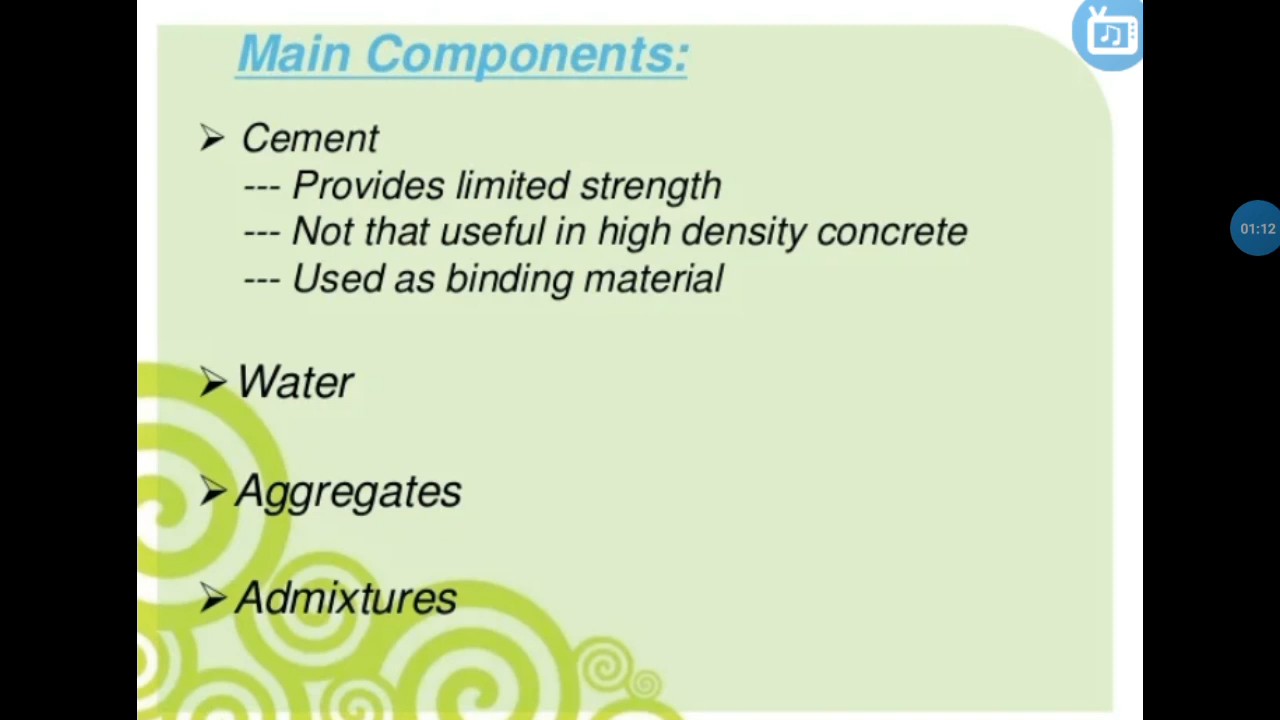 Main Components:
➢ Cement
--- Provides limited strength
--- Not that useful in high density concrete
--- Used as binding material
➢ Water
➢ Aggregates
➢ Admixtures
01:12